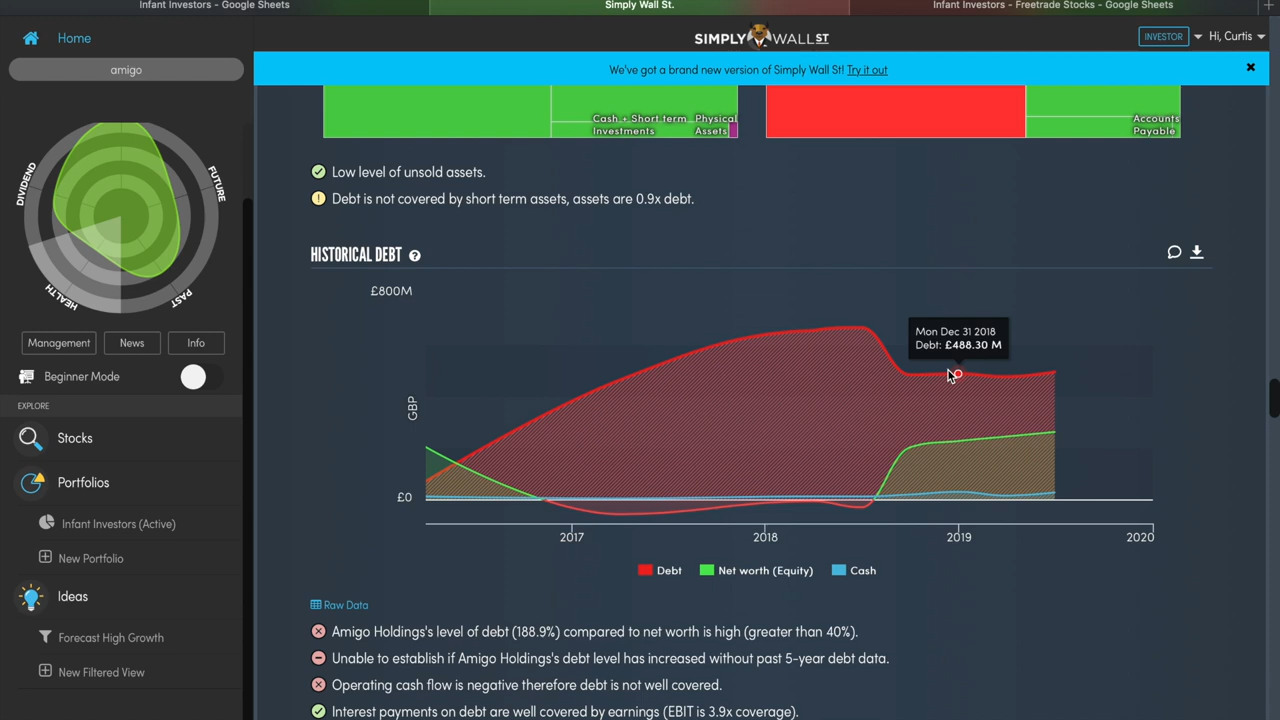 Infant Investors - Google Sheets
Simply Wall St.
Infant Investors - Freetrade Stocks - Google Sheets
Home
SIMPLY WALL ST
INVESTOR
Hi, Curtis
amigo
We've got a brand new version of Simply Wall St! Try it out
Cash + Short term
Investments
Physical
Assets
Accounts
Payable
DIVIDEND
FUTURE
HEALTH
PAST
Low level of unsold assets.
Debt is not covered by short term assets, assets are 0.9x debt.
HISTORICAL DEBT
Management
News
Info
Beginner Mode
EXPLORE
Stocks
Portfolios
Infant Investors (Active)
New Portfolio
Ideas
Forecast High Growth
New Filtered View
£800M
Mon Dec 31 2018
Debt: £488.30 M
GBP
£0
2017
2018
2019
2020
Debt
Net worth (Equity)
Cash
Raw Data
Amigo Holdings's level of debt (188.9%) compared to net worth is high (greater than 40%).
Unable to establish if Amigo Holdings's debt level has increased without past 5-year debt data.
Operating cash flow is negative therefore debt is not well covered.
Interest payments on debt are well covered by earnings (EBIT is 3.9x coverage).